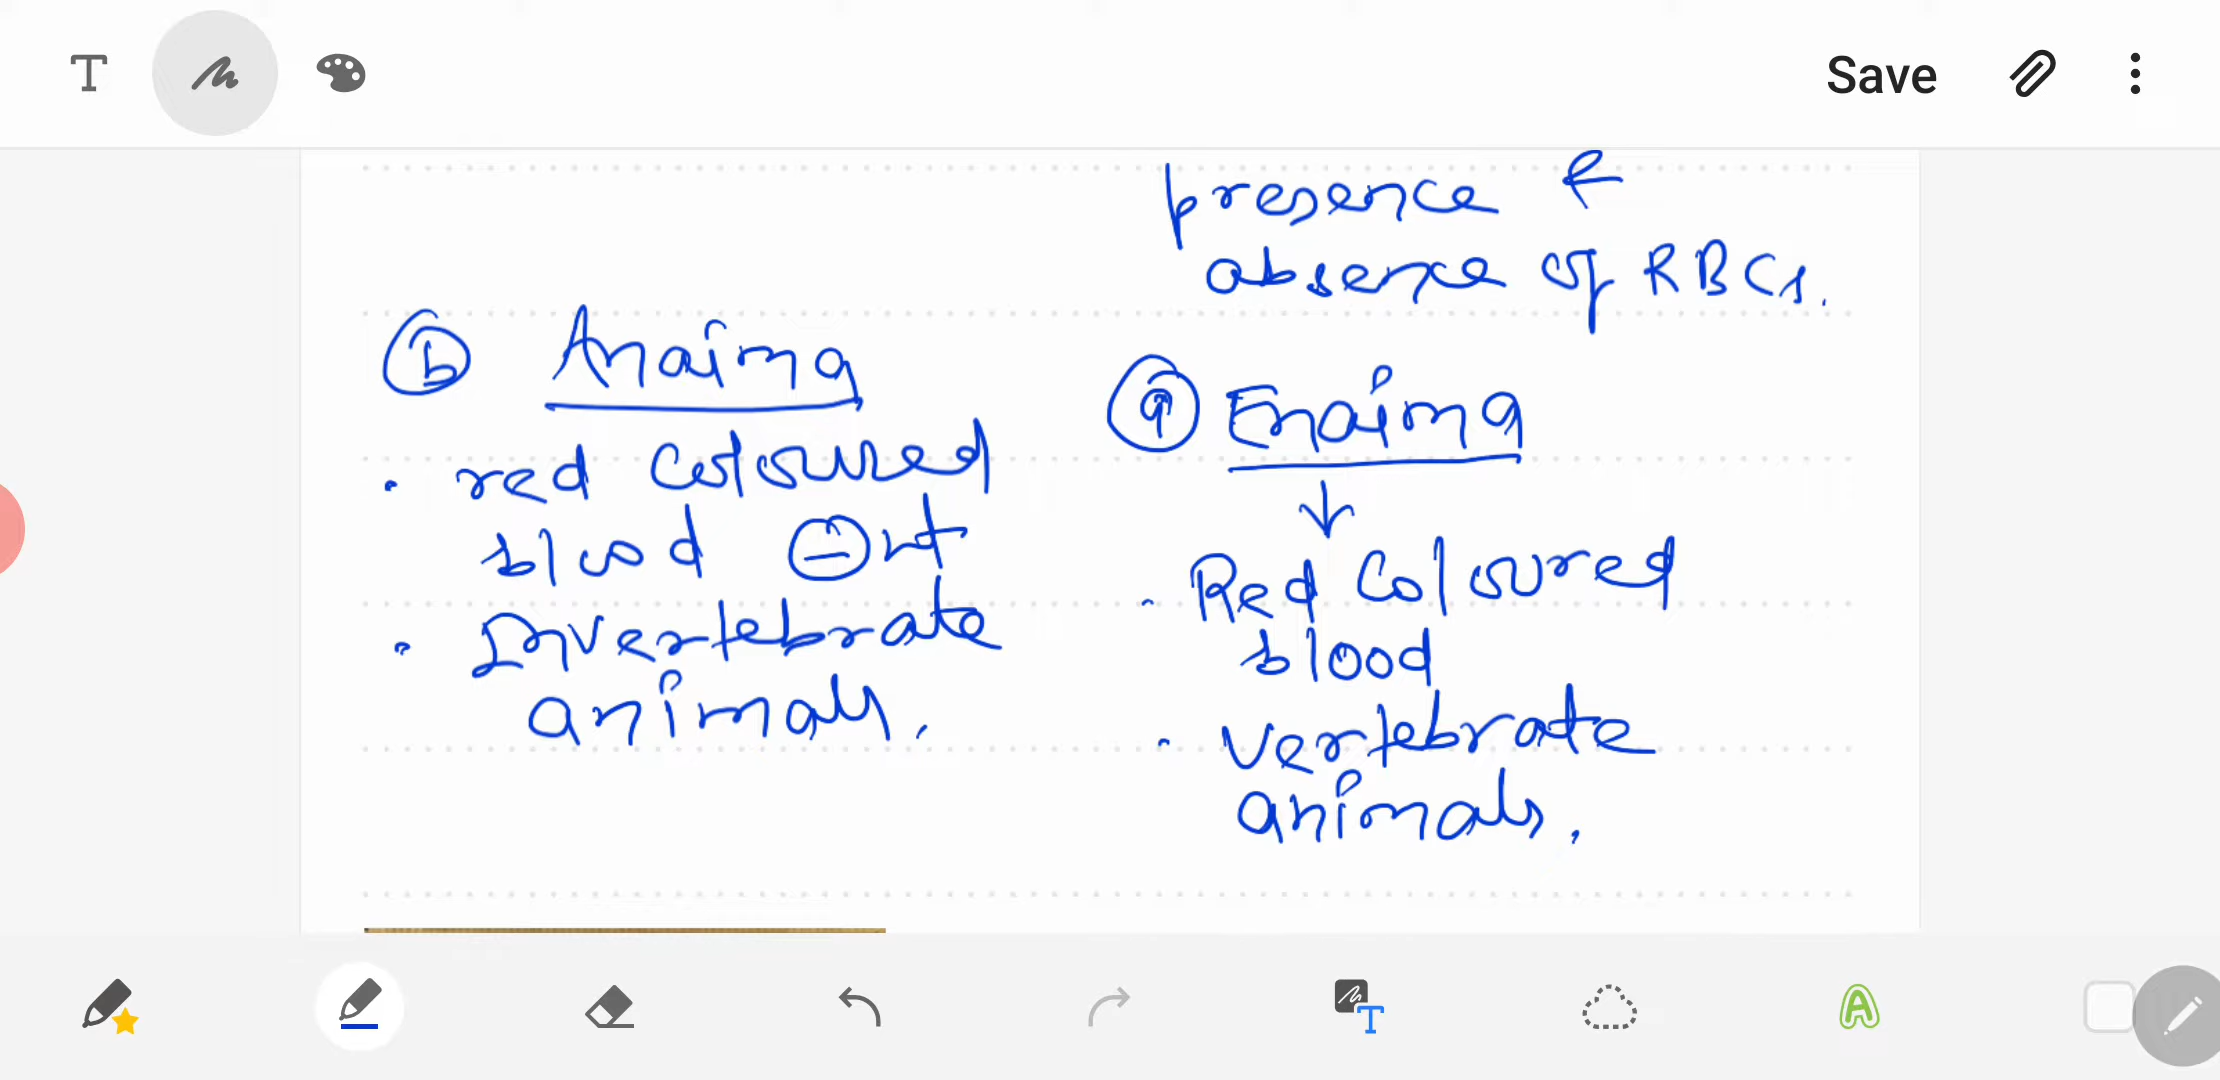 Save
presence &
absence of RBCs.
(b) Anaima
• red coloured
blood ⊖nt
• Invertebrate
animals.
(a) Enaima
↓
• Red coloured
blood
• Vertebrate
animals.